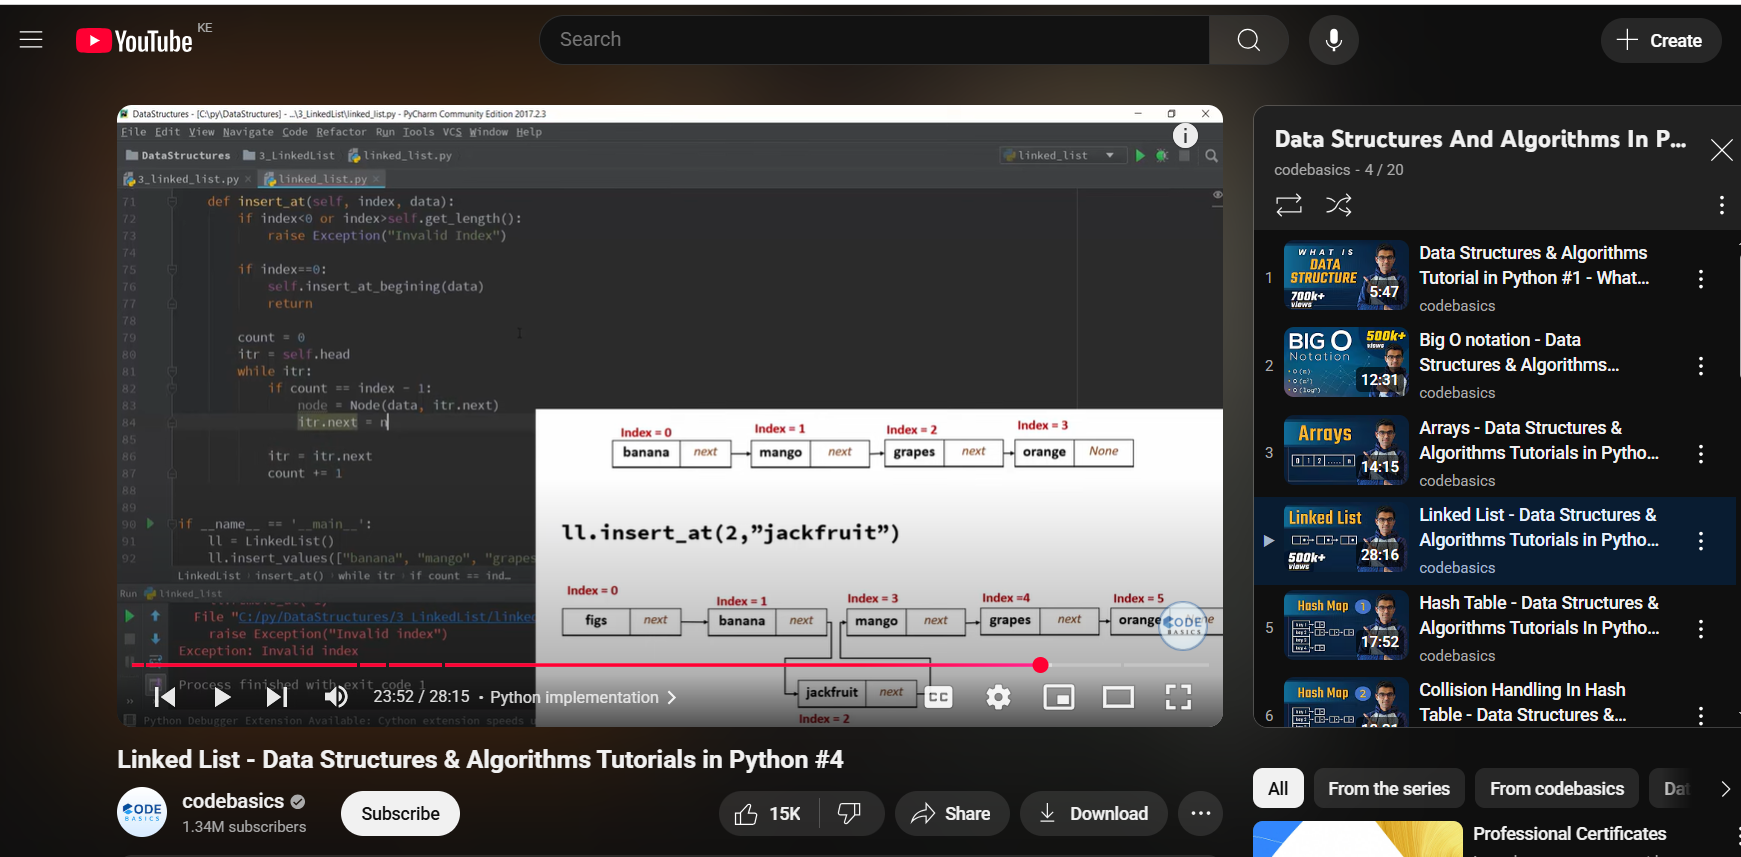 YouTube KE
Search
Create
DataStructures - [C:\py\DataStructures] - ...\3_LinkedList\linked_list.py - PyCharm Community Edition 2017.2.3
File Edit View Navigate Code Refactor Run Tools VCS Window Help
DataStructures 3_LinkedList linked_list.py
linked_list
3_linked_list.py linked_list.py
71 def insert_at(self, index, data):
72 if index<0 or index>self.get_length():
73 raise Exception("Invalid Index")
74
75 if index==0:
76 self.insert_at_begining(data)
77 return
78
79 count = 0
80 itr = self.head
81 while itr:
82 if count == index - 1:
83 node = Node(data, itr.next)
84 itr.next = n
85
86 itr = itr.next
87 count += 1
88
89
90 if __name__ == '__main__':
91 ll = LinkedList()
92 ll.insert_values(["banana", "mango", "grapes
LinkedList insert_at() while itr if count == ind...
Run linked_list
File "C:/py/DataStructures/3_LinkedList/linked
raise Exception("Invalid index")
Exception: Invalid index
Process finished with exit code 1
Python Debugger Extension Available: Cython extension speeds u
Index = 0 Index = 1 Index = 2 Index = 3
banana next mango next grapes next orange None
ll.insert_at(2,”jackfruit”)
Index = 0 Index = 1 Index = 3 Index =4 Index = 5
figs next banana next mango next grapes next orange
CODE
BASICS
jackfruit next
Index = 2
23:52 / 28:15 • Python implementation
CC
Linked List - Data Structures & Algorithms Tutorials in Python #4
CODE
BASICS
codebasics
1.34M subscribers
Subscribe
15K
Share
Download
Data Structures And Algorithms In P...
codebasics - 4 / 20
1
WHAT IS
DATA
STRUCTURE
700k+
views
5:47
Data Structures & Algorithms
Tutorial in Python #1 - What...
codebasics
2
BIG O
Notation
500k+
views
12:31
Big O notation - Data
Structures & Algorithms...
codebasics
3
Arrays
14:15
Arrays - Data Structures &
Algorithms Tutorials in Pytho...
codebasics
Linked List
500k+
views
28:16
Linked List - Data Structures &
Algorithms Tutorials in Pytho...
codebasics
5
Hash Map 1
17:52
Hash Table - Data Structures &
Algorithms Tutorials In Pytho...
codebasics
6
Hash Map 2
Collision Handling In Hash
Table - Data Structures &...
All
From the series
From codebasics
Dat
Professional Certificates